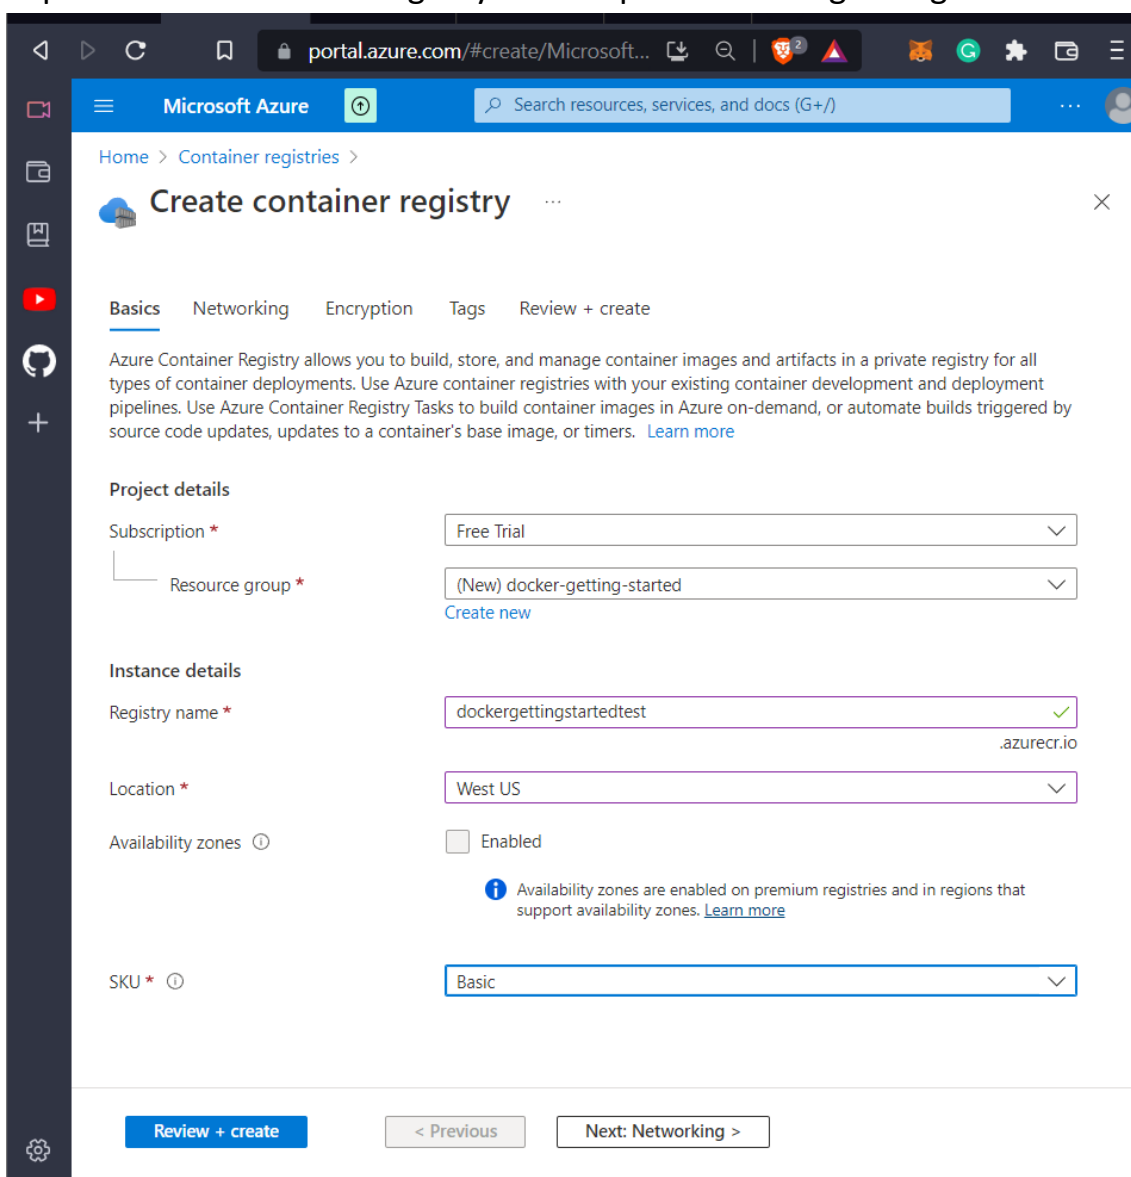 portal.azure.com/#create/Microsoft...
2
Microsoft Azure
Search resources, services, and docs (G+/)
Home > Container registries >
Create container registry ...
Basics Networking Encryption Tags Review + create
Azure Container Registry allows you to build, store, and manage container images and artifacts in a private registry for all
types of container deployments. Use Azure container registries with your existing container development and deployment
pipelines. Use Azure Container Registry Tasks to build container images in Azure on-demand, or automate builds triggered by
source code updates, updates to a container's base image, or timers. Learn more
Project details
Subscription * Free Trial
Resource group * (New) docker-getting-started
Create new
Instance details
Registry name * dockergettingstartedtest
.azurecr.io
Location * West US
Availability zones Enabled
Availability zones are enabled on premium registries and in regions that
support availability zones. Learn more
SKU * Basic
Review + create < Previous Next: Networking >